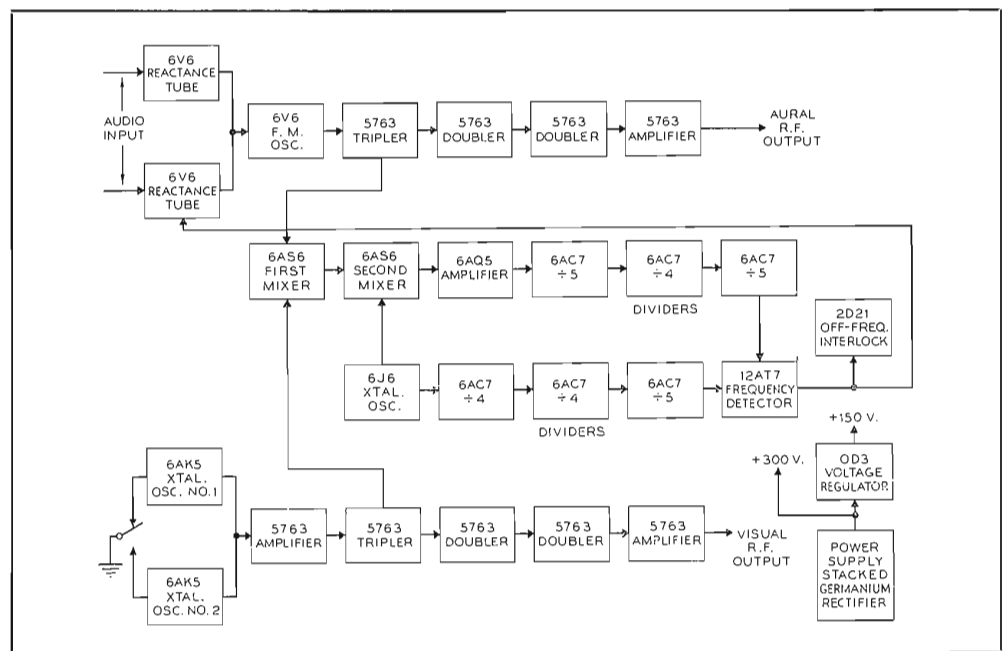 6V6
REACTANCE
TUBE
AUDIO
INPUT
6V6
REACTANCE
TUBE
6V6
F. M.
OSC.
5763
TRIPLER
5763
DOUBLER
5763
DOUBLER
5763
AMPLIFIER
AURAL
R.F.
OUTPUT
6AS6
FIRST
MIXER
6AS6
SECOND
MIXER
6AQ5
AMPLIFIER
6AC7
÷5
6AC7
÷4
6AC7
÷5
DIVIDERS
2D21
OFF-FREQ.
INTERLOCK
6J6
XTAL.
OSC.
6AC7
÷4
6AC7
÷4
6AC7
÷5
DIVIDERS
12AT7
FREQUENCY
DETECTOR
+150 V.
+300 V.
OD3
VOLTAGE
REGULATOR
6AK5
XTAL.
OSC. NO.1
6AK5
XTAL.
OSC. NO.2
5763
AMPLIFIER
5763
TRIPLER
5763
DOUBLER
5763
DOUBLER
5763
AMPLIFIER
VISUAL
R.F.
OUTPUT
POWER
SUPPLY
STACKED
GERMANIUM
RECTIFIER